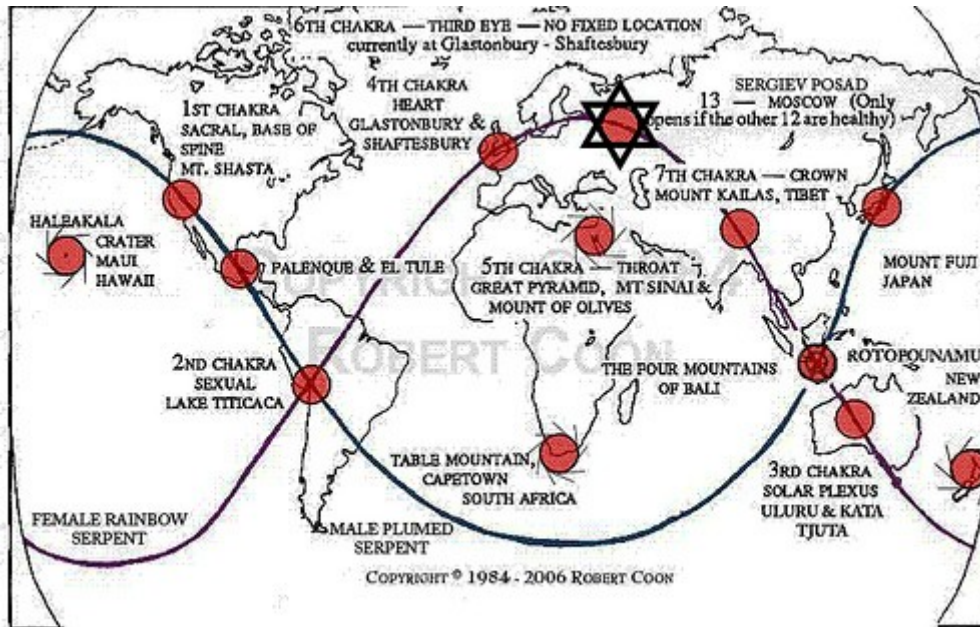 6TH CHAKRA — THIRD EYE — NO FIXED LOCATION
currently at Glastonbury - Shaftesbury
4TH CHAKRA
HEART
GLASTONBURY &
SHAFTESBURY
SERGIEV POSAD
13 — MOSCOW (Only
opens if the other 12 are healthy)
1ST CHAKRA
SACRAL, BASE OF
SPINE
MT. SHASTA
7TH CHAKRA — CROWN
MOUNT KAILAS, TIBET
HALEAKALA
CRATER
MAUI
HAWAII
PALENQUE & EL TULE
5TH CHAKRA — THROAT
GREAT PYRAMID, MT SINAI &
MOUNT OF OLIVES
MOUNT FUJI
JAPAN
Copyright © 1984
Robert Coon
2ND CHAKRA
SEXUAL
LAKE TITICACA
THE FOUR MOUNTAINS
OF BALI
ROTOPOUNAMU
NEW
ZEALAND
TABLE MOUNTAIN,
CAPETOWN
SOUTH AFRICA
3RD CHAKRA
SOLAR PLEXUS
ULURU & KATA
TJUTA
FEMALE RAINBOW
SERPENT
MALE PLUMED
SERPENT
COPYRIGHT © 1984 - 2006 ROBERT COON